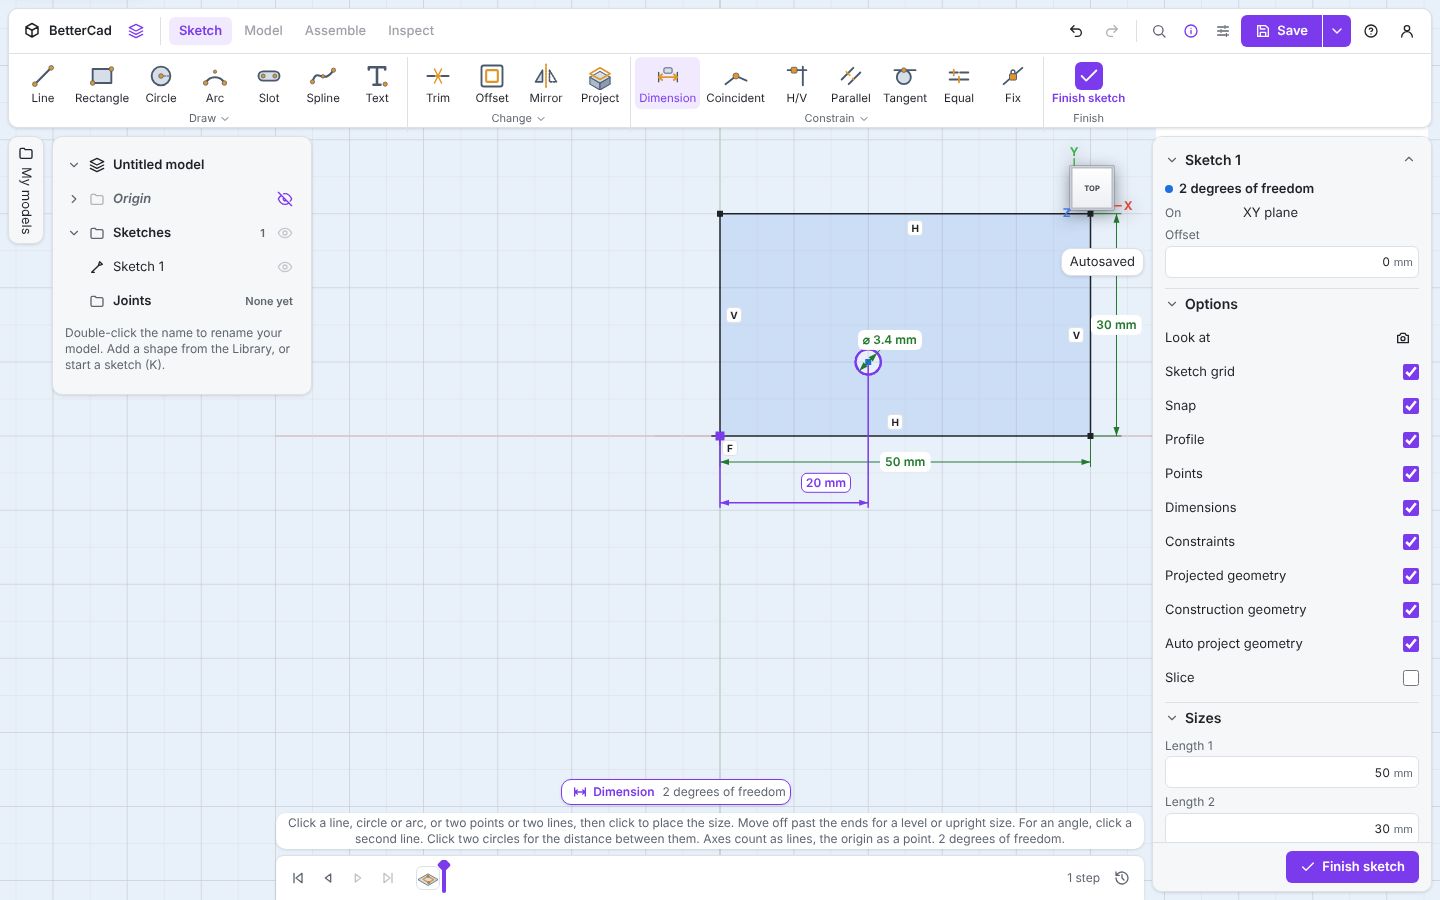 BetterCad
Sketch
Model
Assemble
Inspect
Save
Line
Rectangle
Circle
Arc
Slot
Spline
Text
Trim
Offset
Mirror
Project
Dimension
Coincident
H/V
Parallel
Tangent
Equal
Fix
Finish sketch
Draw
Change
Constrain
Finish
My models
Untitled model
Origin
Sketches 1
Sketch 1
Joints None yet
Double-click the name to rename your
model. Add a shape from the Library, or
start a sketch (K).
Y
TOP
X
Z
H
Autosaved
V
30 mm
V
⌀ 3.4 mm
H
F
50 mm
20 mm
Sketch 1
2 degrees of freedom
On XY plane
Offset
0 mm
Options
Look at
Sketch grid
Snap
Profile
Points
Dimensions
Constraints
Projected geometry
Construction geometry
Auto project geometry
Slice
Sizes
Length 1
50 mm
Length 2
30 mm
Finish sketch
Dimension 2 degrees of freedom
Click a line, circle or arc, or two points or two lines, then click to place the size. Move off past the ends for a level or upright size. For an angle, click a
second line. Click two circles for the distance between them. Axes count as lines, the origin as a point. 2 degrees of freedom.
1 step